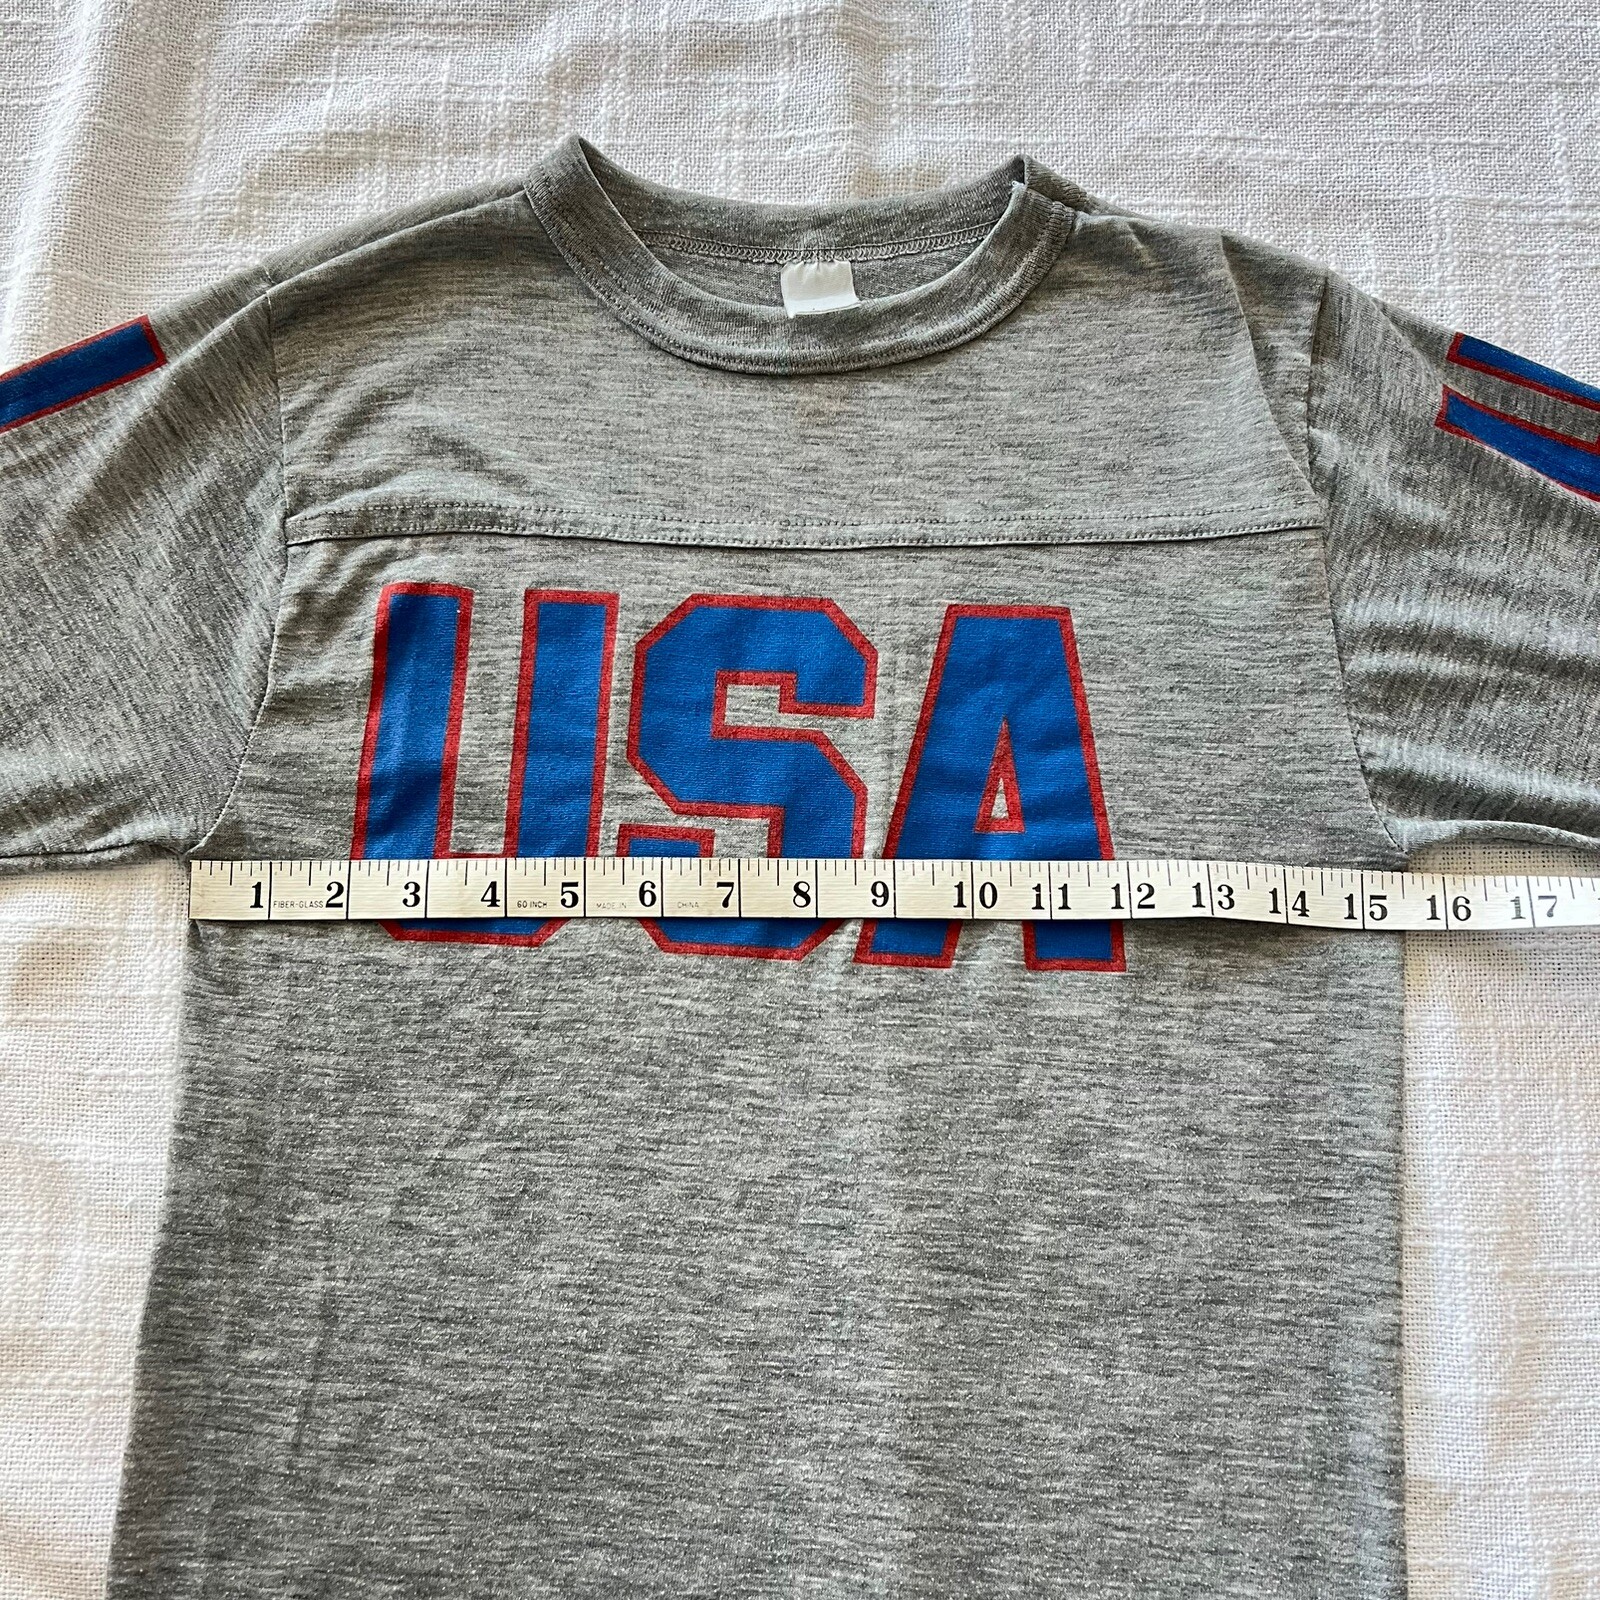 USA
1 2 3 4 5 6 7 8 9 10 11 12 13 14 15 16 17
FIBER-GLASS 60 INCH MADE IN CHINA